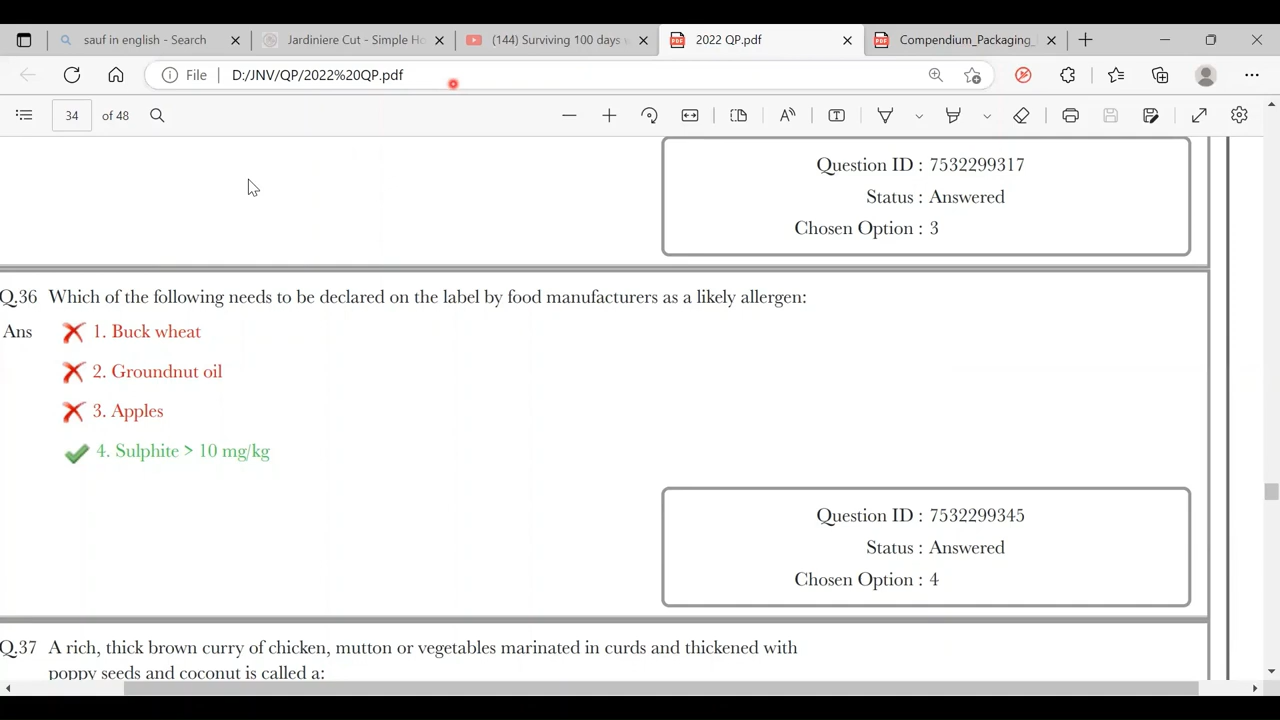 sauf in english - Search
Jardiniere Cut - Simple Ho
(144) Surviving 100 days
2022 QP.pdf
Compendium_Packaging_
File
D:/JNV/QP/2022%20QP.pdf
34 of 48
Question ID : 7532299317
Status : Answered
Chosen Option : 3
Q.36 Which of the following needs to be declared on the label by food manufacturers as a likely allergen:
Ans 1. Buck wheat
2. Groundnut oil
3. Apples
4. Sulphite > 10 mg/kg
Question ID : 7532299345
Status : Answered
Chosen Option : 4
Q.37 A rich, thick brown curry of chicken, mutton or vegetables marinated in curds and thickened with
poppy seeds and coconut is called a: